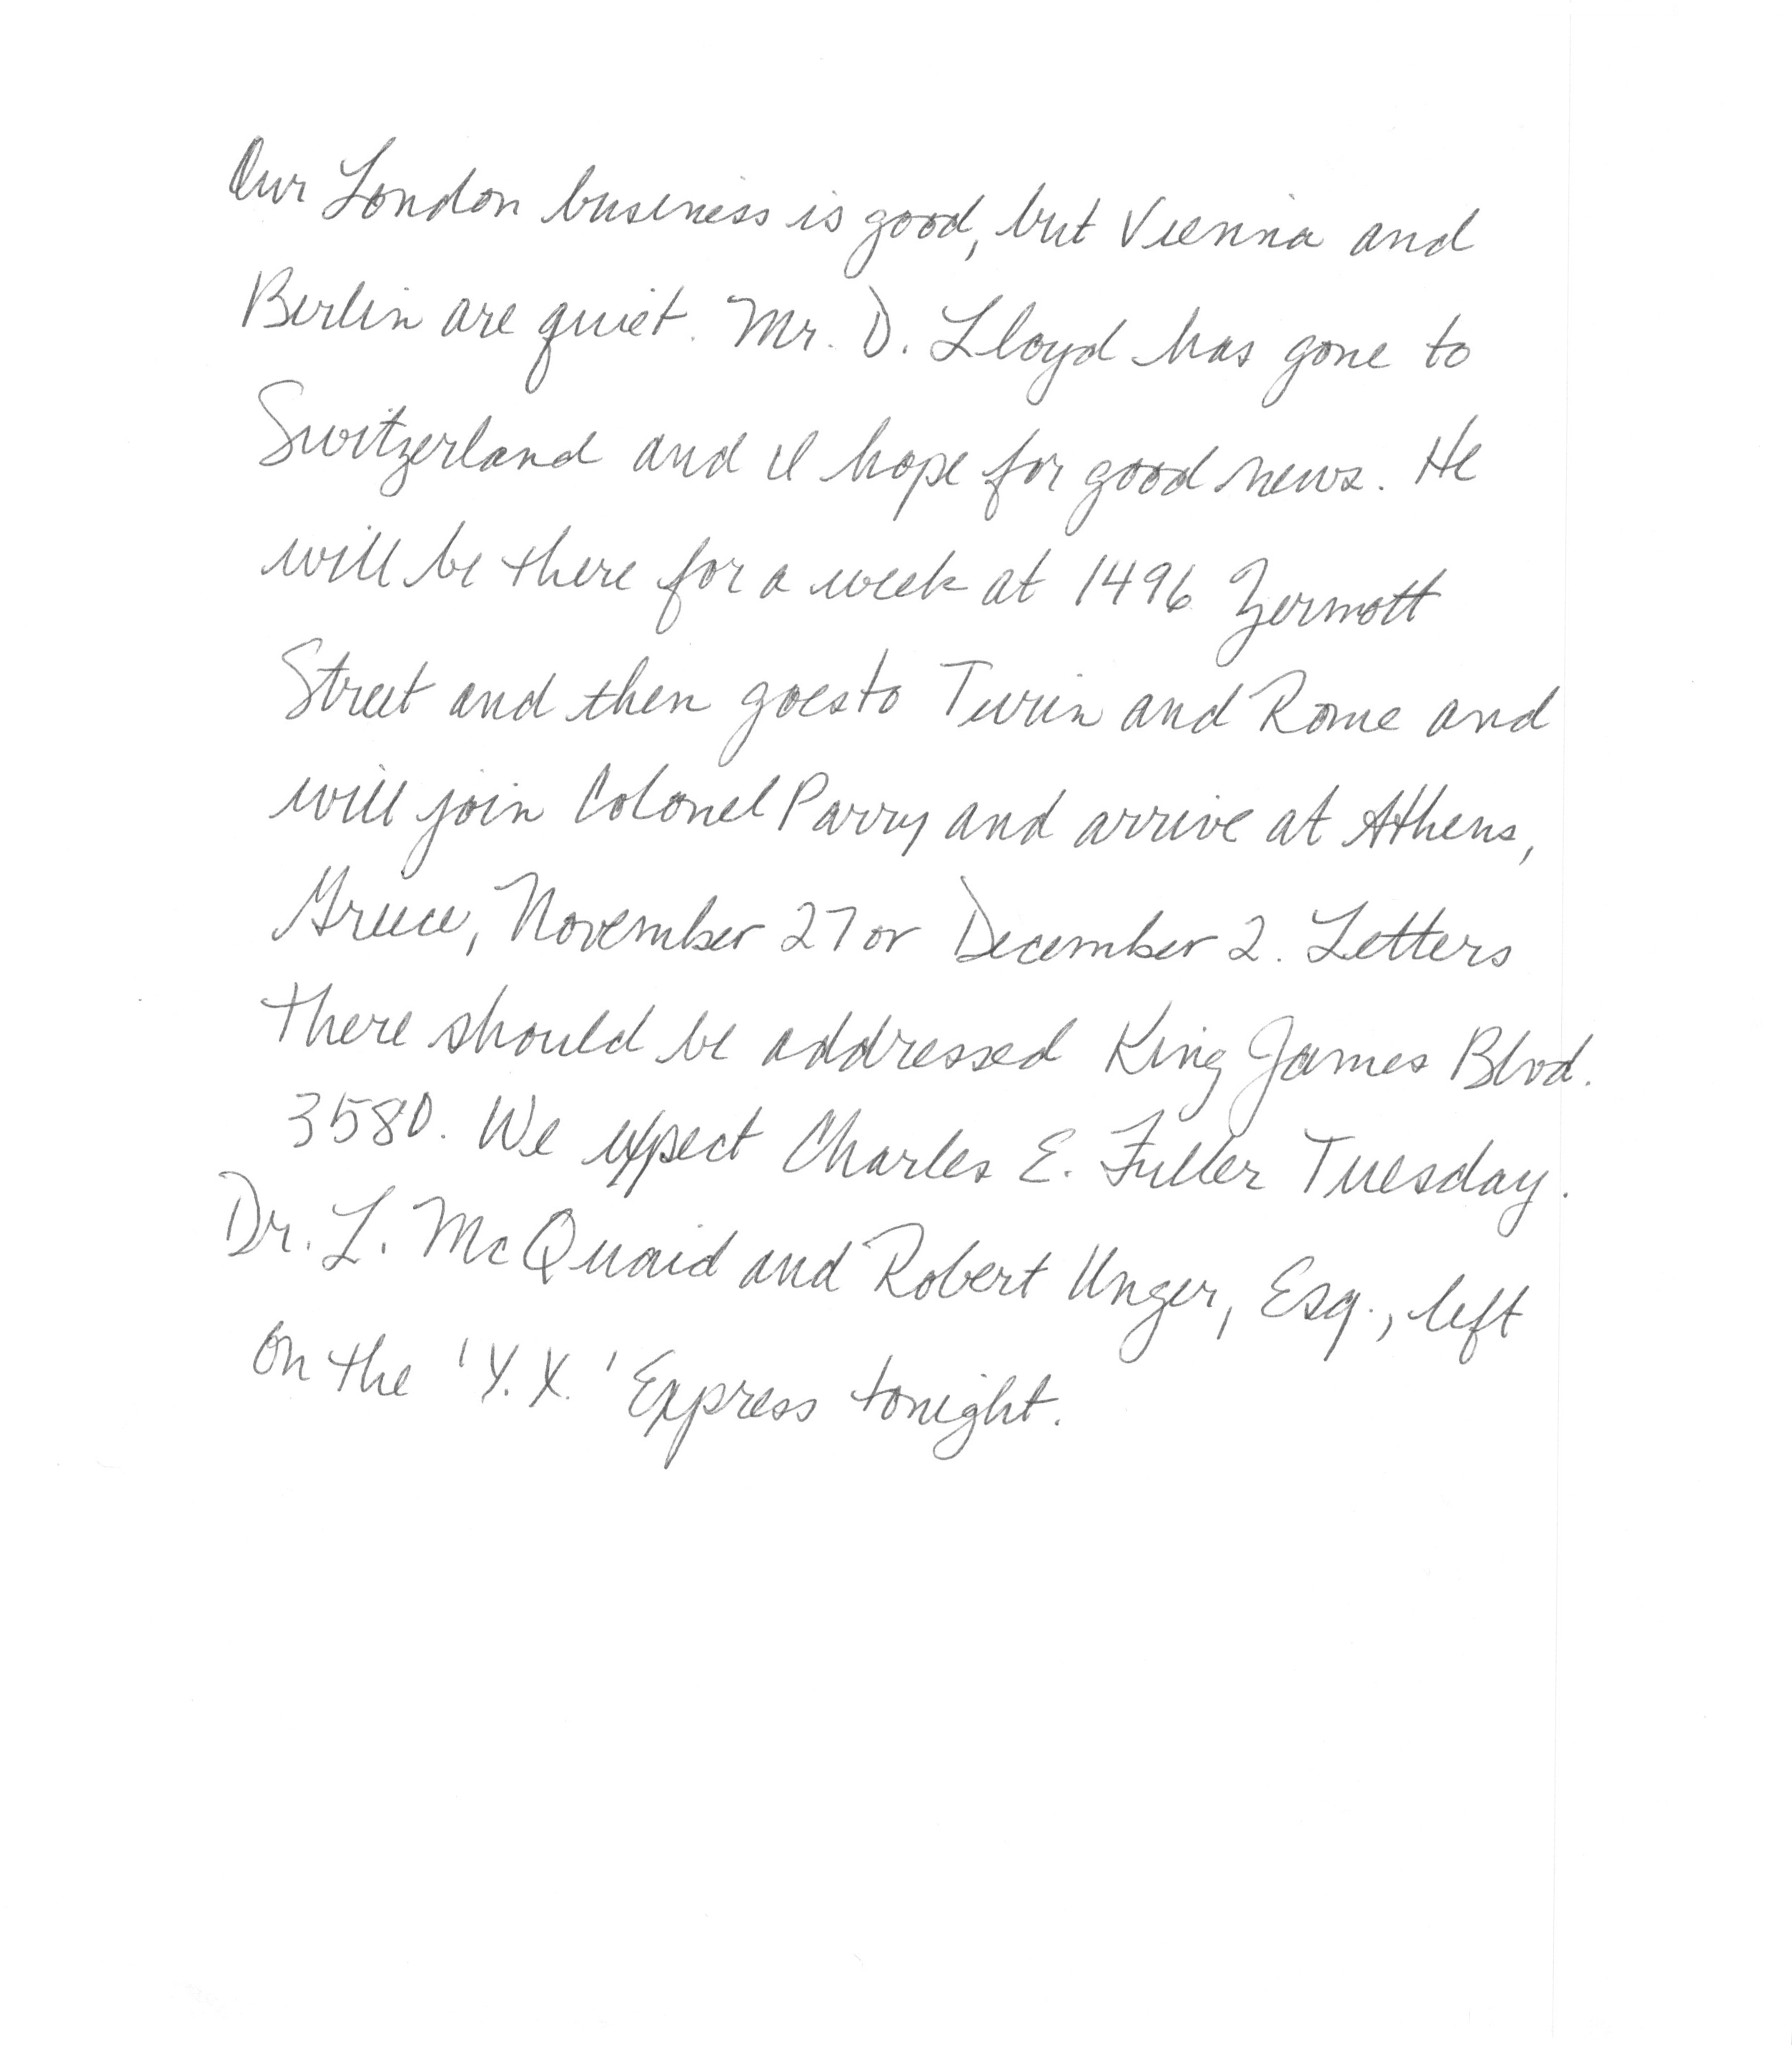 Our London business is good, but Vienna and
Berlin are quiet. Mr. D. Lloyd has gone to
Switzerland and I hope for good news. He
will be there for a week at 1496 Zermott
Street and then goes to Turin and Rome and
will join Colonel Parry and arrive at Athens,
Greece, November 27 or December 2. Letters
there should be addressed King James Blvd.
3580. We expect Charles E. Fuller Tuesday.
Dr. L. McQuaid and Robert Unger, Esq., left
on the 'Y.X.' Express tonight.